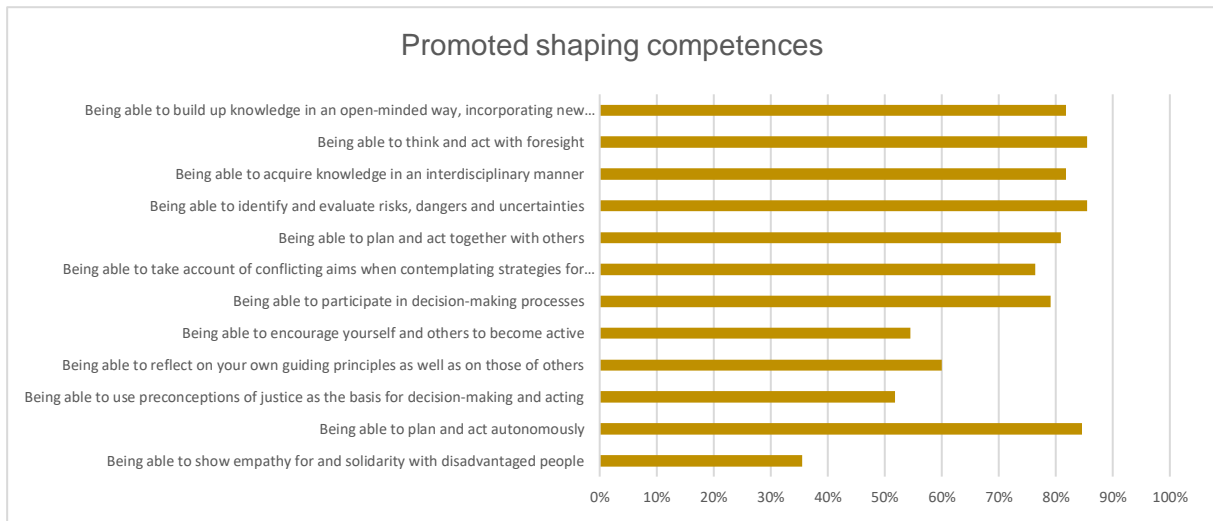 Promoted shaping competences
Being able to build up knowledge in an open-minded way, incorporating new…
Being able to think and act with foresight
Being able to acquire knowledge in an interdisciplinary manner
Being able to identify and evaluate risks, dangers and uncertainties
Being able to plan and act together with others
Being able to take account of conflicting aims when contemplating strategies for…
Being able to participate in decision-making processes
Being able to encourage yourself and others to become active
Being able to reflect on your own guiding principles as well as on those of others
Being able to use preconceptions of justice as the basis for decision-making and acting
Being able to plan and act autonomously
Being able to show empathy for and solidarity with disadvantaged people
0% 10% 20% 30% 40% 50% 60% 70% 80% 90% 100%